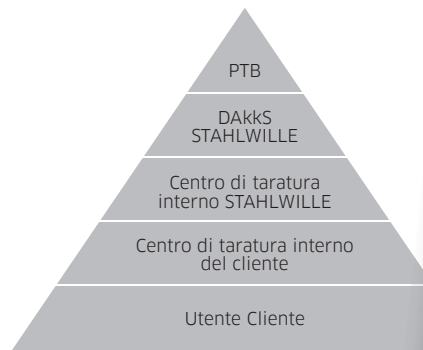 PTB
DAkkS
STAHLWILLE
Centro di taratura
interno STAHLWILLE
Centro di taratura interno
del cliente
Utente Cliente